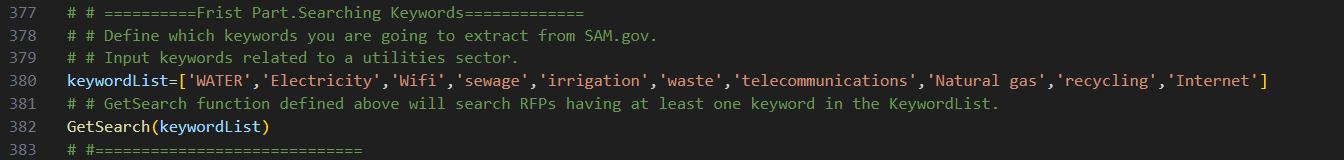 377 # # ==========Frist Part.Searching Keywords=============
378 # # Define which keywords you are going to extract from SAM.gov.
379 # # Input keywords related to a utilities sector.
380 keywordList=['WATER','Electricity','Wifi','sewage','irrigation','waste','telecommunications','Natural gas','recycling','Internet']
381 # # GetSearch function defined above will search RFPs having at least one keyword in the KeywordList.
382 GetSearch(keywordList)
383 # #=============================